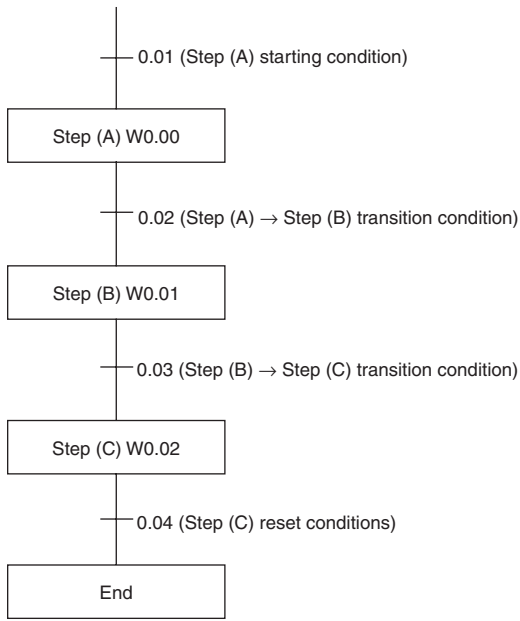 0.01 (Step (A) starting condition)
Step (A) W0.00
0.02 (Step (A) → Step (B) transition condition)
Step (B) W0.01
0.03 (Step (B) → Step (C) transition condition)
Step (C) W0.02
0.04 (Step (C) reset conditions)
End